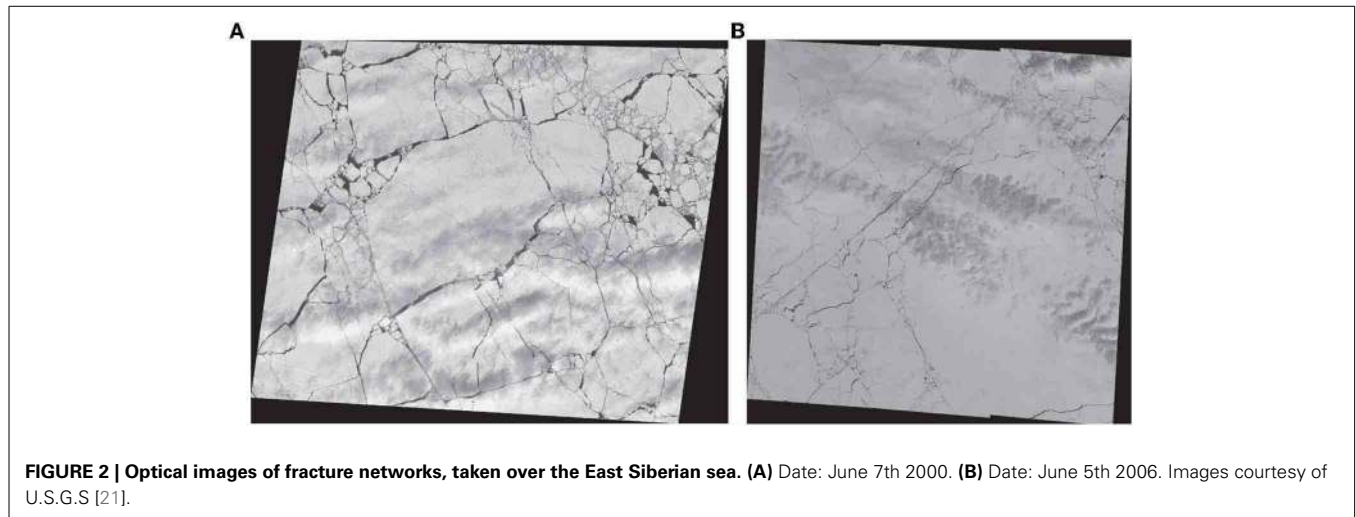 A
B
FIGURE 2 | Optical images of fracture networks, taken over the East Siberian sea. (A) Date: June 7th 2000. (B) Date: June 5th 2006. Images courtesy of
U.S.G.S [21].